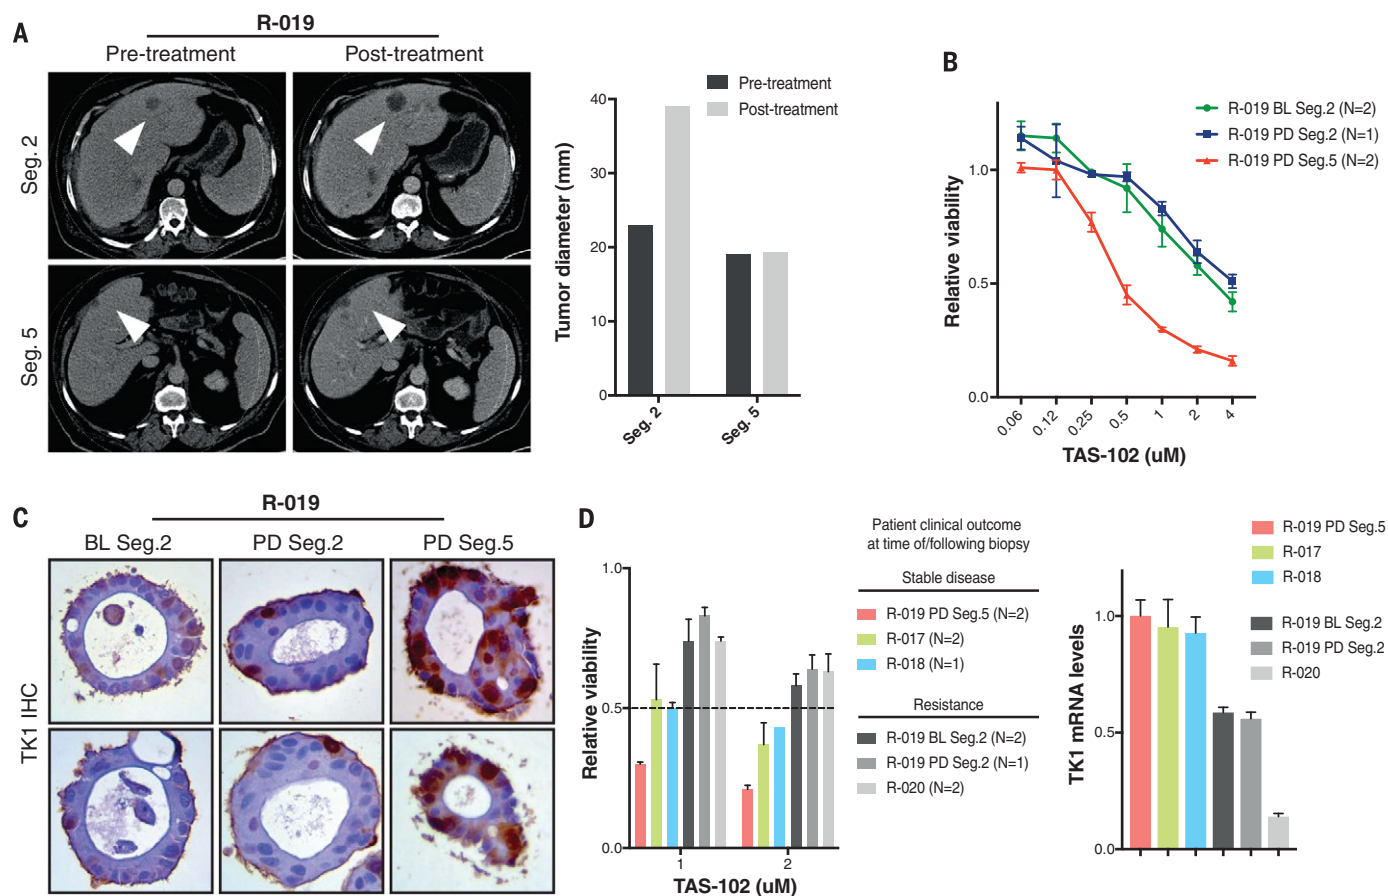 A
R-019
Pre-treatment
Post-treatment
Seg. 2
Seg. 5
Pre-treatment
Post-treatment
Tumor diameter (mm)
40
30
20
10
0
Seg. 2
Seg. 5
B
R-019 BL Seg.2 (N=2)
R-019 PD Seg.2 (N=1)
R-019 PD Seg.5 (N=2)
Relative viability
1.0
0.5
0.0
0.06
0.12
0.25
0.5
1
2
4
TAS-102 (uM)
C
R-019
BL Seg.2
PD Seg.2
PD Seg.5
TK1 IHC
D
Relative viability
1.0
0.5
0.0
1
2
TAS-102 (uM)
Patient clinical outcome
at time of/following biopsy
Stable disease
R-019 PD Seg.5 (N=2)
R-017 (N=2)
R-018 (N=1)
Resistance
R-019 BL Seg.2 (N=2)
R-019 PD Seg.2 (N=1)
R-020 (N=2)
R-019 PD Seg.5
R-017
R-018
R-019 BL Seg.2
R-019 PD Seg.2
R-020
TK1 mRNA levels
1.0
0.5
0.0